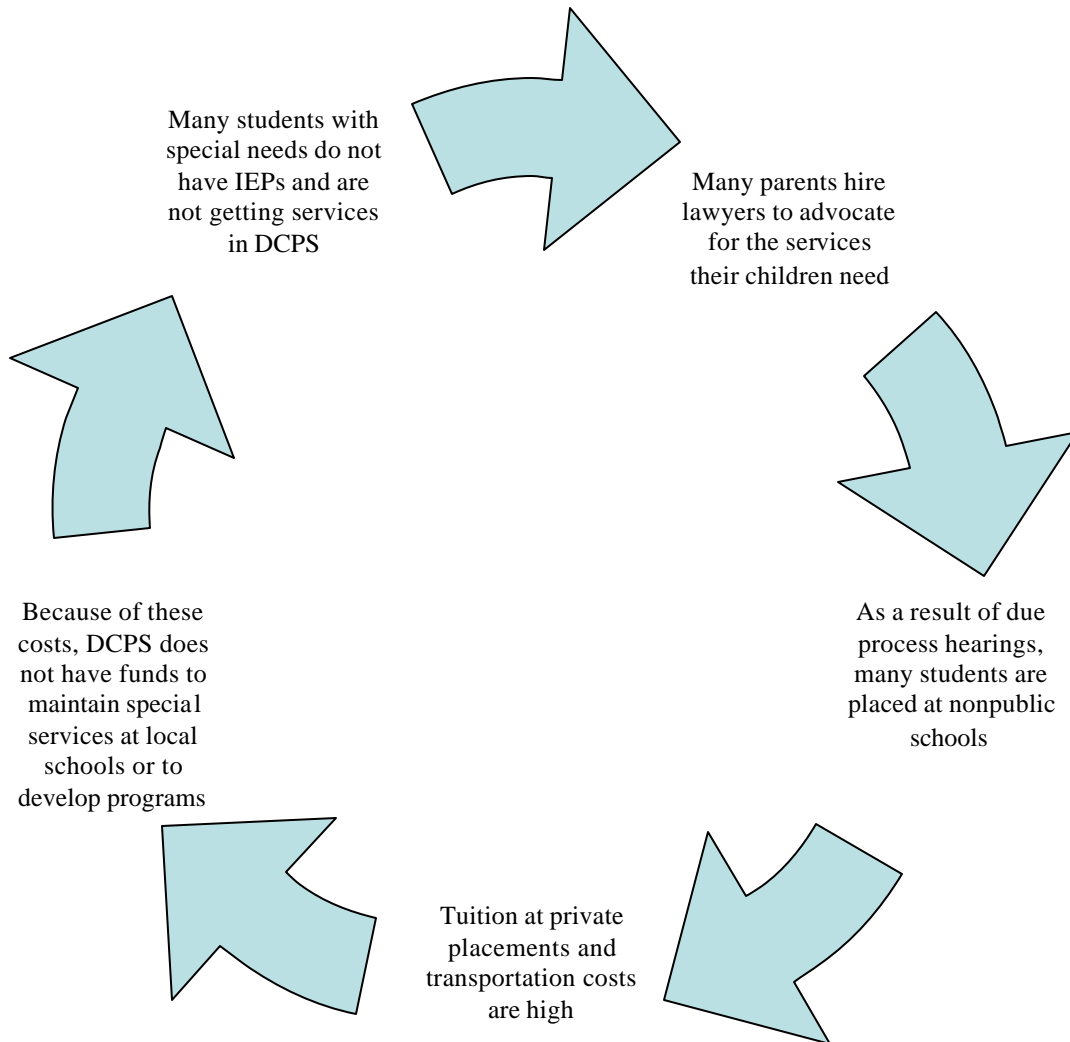 Many students with
special needs do not
have IEPs and are
not getting services
in DCPS
Many parents hire
lawyers to advocate
for the services
their children need
As a result of due
process hearings,
many students are
placed at nonpublic
schools
Tuition at private
placements and
transportation costs
are high
Because of these
costs, DCPS does
not have funds to
maintain special
services at local
schools or to
develop programs